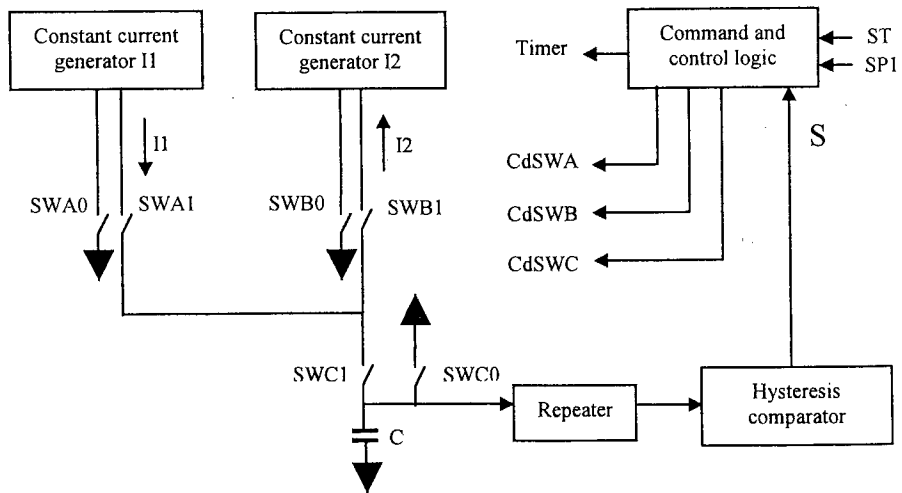 Constant current
generator I1
Constant current
generator I2
Timer
Command and
control logic
ST
SP1
I1
I2
S
CdSWA
SWA0
SWA1
SWB0
SWB1
CdSWB
CdSWC
SWC1
SWC0
Repeater
Hysteresis
comparator
C